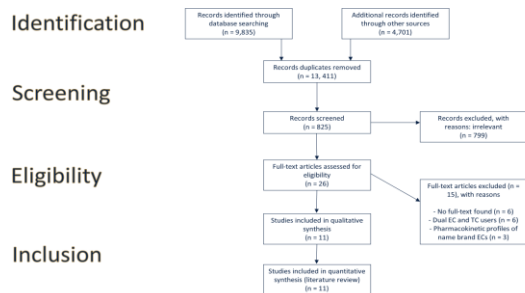 Identification
Records identified through
database searching
(n = 9,835)
Additional records identified
through other sources
(n = 4,701)
Records duplicates removed
(n = 13, 411)
Screening
Records screened
(n = 825)
Records excluded, with
reasons: irrelevant
(n = 799)
Eligibility
Full-text articles assessed for
eligibility
(n = 26)
Full-text articles excluded (n =
15), with reasons
- No full-text found (n = 6)
- Dual EC and TC users (n = 6)
- Pharmacokinetic profiles of
name brand ECs (n = 3)
Studies included in qualitative
synthesis
(n = 11)
Inclusion
Studies included in quantitative
synthesis (literature review)
(n = 11)